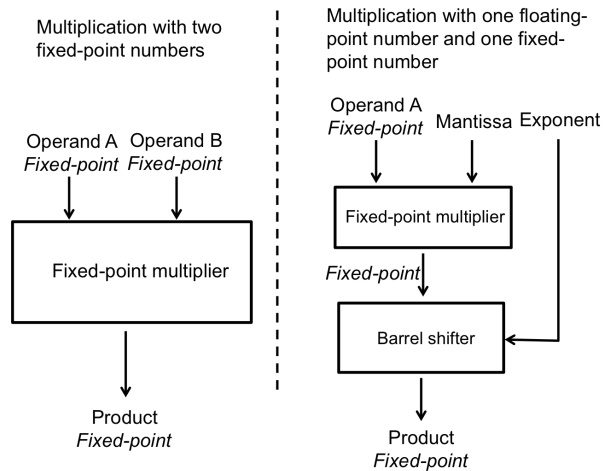 Multiplication with two
fixed-point numbers
Operand A Operand B
Fixed-point Fixed-point
Fixed-point multiplier
Product
Fixed-point
Multiplication with one floating-
point number and one fixed-
point number
Operand A Mantissa Exponent
Fixed-point
Fixed-point multiplier
Fixed-point
Barrel shifter
Product
Fixed-point